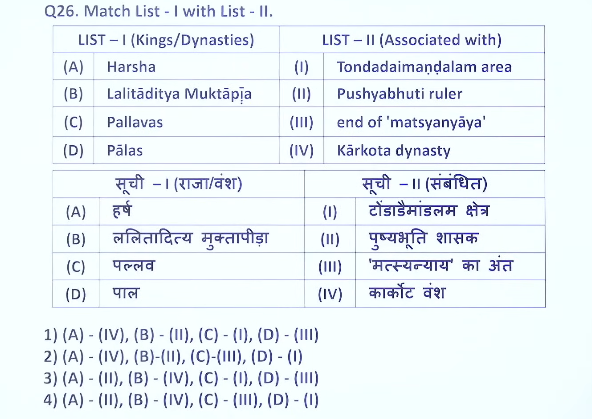 Q26. Match List - I with List - II.
LIST – I (Kings/Dynasties) LIST – II (Associated with)
(A) Harsha (I) Tondadaimaṇḍalam area
(B) Lalitāditya Muktāpīḍa (II) Pushyabhuti ruler
(C) Pallavas (III) end of 'matsyanyāya'
(D) Pālas (IV) Kārkota dynasty
सूची – I (राजा/वंश) सूची – II (संबंधित)
(A) हर्ष (I) टोंडाडैमांडलम क्षेत्र
(B) ललितादित्य मुक्तापीड़ा (II) पुष्यभूति शासक
(C) पल्लव (III) 'मत्स्यन्याय' का अंत
(D) पाल (IV) कार्कोट वंश
1) (A) - (IV), (B) - (II), (C) - (I), (D) - (III)
2) (A) - (IV), (B)-(II), (C)-(III), (D) - (I)
3) (A) - (II), (B) - (IV), (C) - (I), (D) - (III)
4) (A) - (II), (B) - (IV), (C) - (III), (D) - (I)